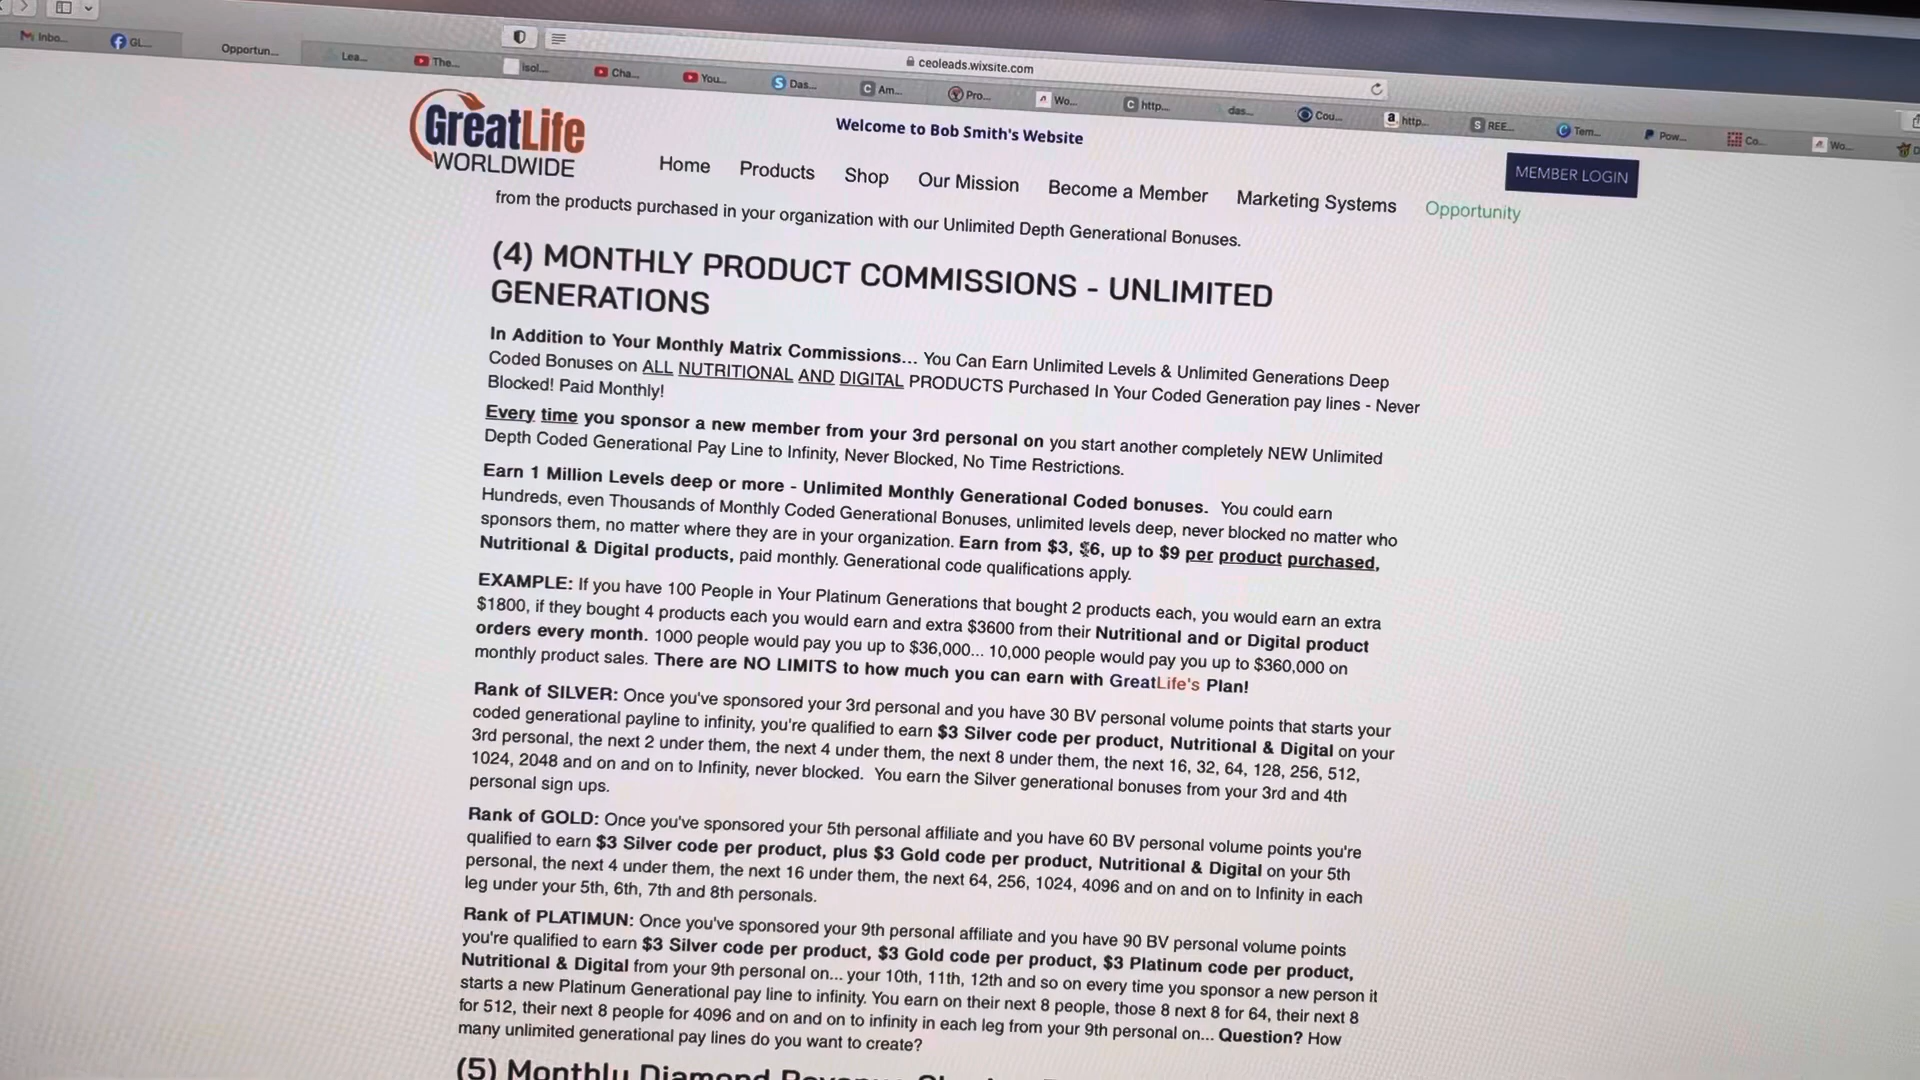 ceoleads.wixsite.com
Inbo...
GL...
Opportun...
Lea...
The...
Isol...
Cha...
You...
Das...
Am...
Pro...
Wo...
http...
das...
Cou...
http...
REE...
Tem...
Pow...
Co...
Wo...
GreatLife
WORLDWIDE
Welcome to Bob Smith's Website
MEMBER LOGIN
Home
Products
Shop
Our Mission
Become a Member
Marketing Systems
Opportunity
from the products purchased in your organization with our Unlimited Depth Generational Bonuses.
(4) MONTHLY PRODUCT COMMISSIONS - UNLIMITED
GENERATIONS
In Addition to Your Monthly Matrix Commissions... You Can Earn Unlimited Levels & Unlimited Generations Deep
Coded Bonuses on ALL NUTRITIONAL AND DIGITAL PRODUCTS Purchased In Your Coded Generation pay lines - Never
Blocked! Paid Monthly!
Every time you sponsor a new member from your 3rd personal on you start another completely NEW Unlimited
Depth Coded Generational Pay Line to Infinity, Never Blocked, No Time Restrictions.
Earn 1 Million Levels deep or more - Unlimited Monthly Generational Coded bonuses. You could earn
Hundreds, even Thousands of Monthly Coded Generational Bonuses, unlimited levels deep, never blocked no matter who
sponsors them, no matter where they are in your organization. Earn from $3, $6, up to $9 per product purchased,
Nutritional & Digital products, paid monthly. Generational code qualifications apply.
EXAMPLE: If you have 100 People in Your Platinum Generations that bought 2 products each, you would earn an extra
$1800, if they bought 4 products each you would earn and extra $3600 from their Nutritional and or Digital product
orders every month. 1000 people would pay you up to $36,000... 10,000 people would pay you up to $360,000 on
monthly product sales. There are NO LIMITS to how much you can earn with GreatLife's Plan!
Rank of SILVER: Once you've sponsored your 3rd personal and you have 30 BV personal volume points that starts your
coded generational payline to infinity, you're qualified to earn $3 Silver code per product, Nutritional & Digital on your
3rd personal, the next 2 under them, the next 4 under them, the next 8 under them, the next 16, 32, 64, 128, 256, 512,
1024, 2048 and on and on to Infinity, never blocked. You earn the Silver generational bonuses from your 3rd and 4th
personal sign ups.
Rank of GOLD: Once you've sponsored your 5th personal affiliate and you have 60 BV personal volume points you're
qualified to earn $3 Silver code per product, plus $3 Gold code per product, Nutritional & Digital on your 5th
personal, the next 4 under them, the next 16 under them, the next 64, 256, 1024, 4096 and on and on to Infinity in each
leg under your 5th, 6th, 7th and 8th personals.
Rank of PLATIMUN: Once you've sponsored your 9th personal affiliate and you have 90 BV personal volume points
you're qualified to earn $3 Silver code per product, $3 Gold code per product, $3 Platinum code per product,
Nutritional & Digital from your 9th personal on... your 10th, 11th, 12th and so on every time you sponsor a new person it
starts a new Platinum Generational pay line to infinity. You earn on their next 8 people, those 8 next 8 for 64, their next 8
for 512, their next 8 people for 4096 and on and on to infinity in each leg from your 9th personal on... Question? How
many unlimited generational pay lines do you want to create?
(5) Monthly Diamond